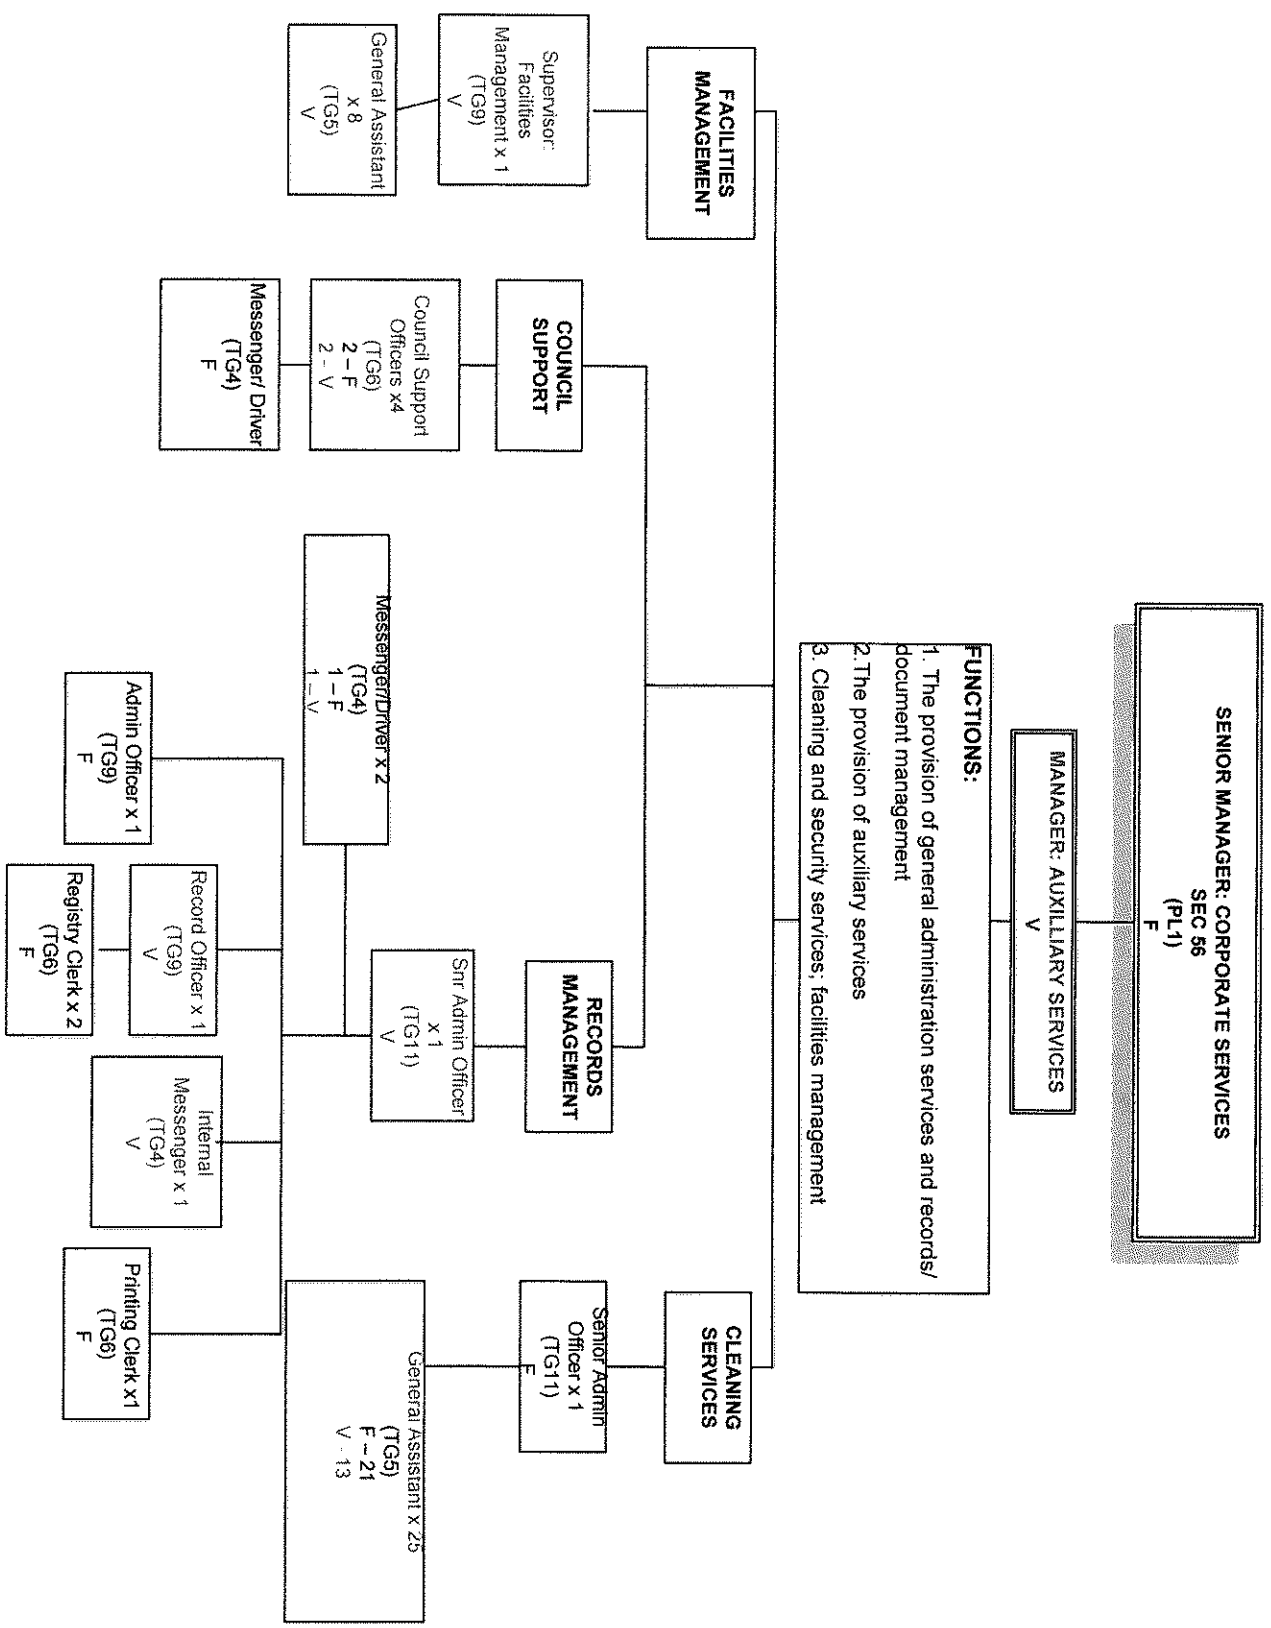 SENIOR MANAGER: CORPORATE SERVICES
SEC 56
(PL1)
F
MANAGER: AUXILLIARY SERVICES
V
FUNCTIONS:
1. The provision of general administration services and records/
document management
2.The provision of auxiliary services
3. Cleaning and security services; facilities management
FACILITIES
MANAGEMENT
Supervisor:
Facilities
Management x 1
(TG9)
V
General Assistant
x 8
(TG5)
V
COUNCIL
SUPPORT
Council Support
Officers x4
(TG6)
2 – F
2 - V
Messenger/ Driver
(TG4)
F
RECORDS
MANAGEMENT
Snr Admin Officer
x 1
(TG11)
V
Messenger/Driver x 2
(TG4)
1 – F
1 – V
Admin Officer x 1
(TG9)
F
Record Officer x 1
(TG9)
V
Registry Clerk x 2
(TG6)
F
Internal
Messenger x 1
(TG4)
V
Printing Clerk x1
(TG6)
F
CLEANING
SERVICES
Senior Admin
Officer x 1
(TG11)
F
General Assistant x 25
(TG5)
F – 21
V - 13